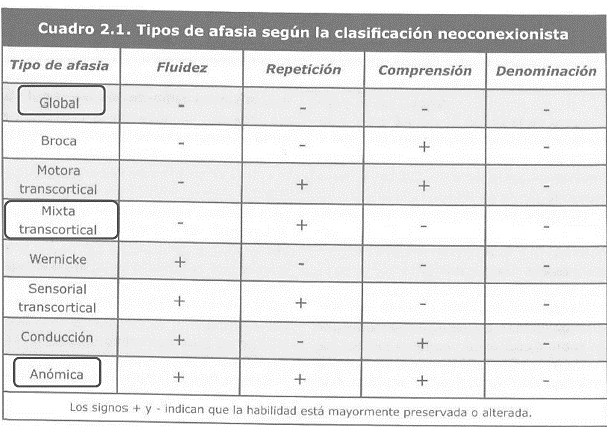 Cuadro 2.1. Tipos de afasia según la clasificación neoconexionista
Tipo de afasia Fluidez Repetición Comprensión Denominación
Global - - - -
Broca - - + -
Motora
transcortical - + + -
Mixta
transcortical - + - -
Wernicke + - - -
Sensorial
transcortical + + - -
Conducción + - + -
Anómica + + + -
Los signos + y - indican que la habilidad está mayormente preservada o alterada.